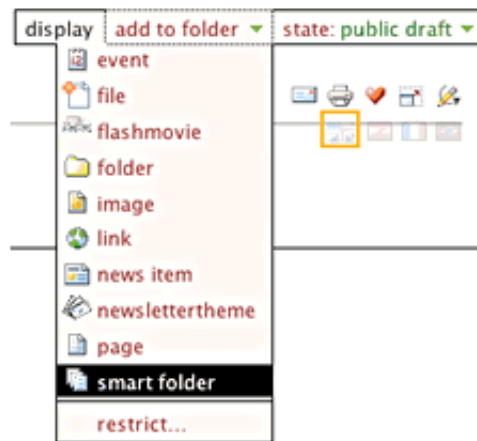 display add to folder state: public draft
event
file
flashmovie
folder
image
link
news item
newslettertheme
page
smart folder
restrict...